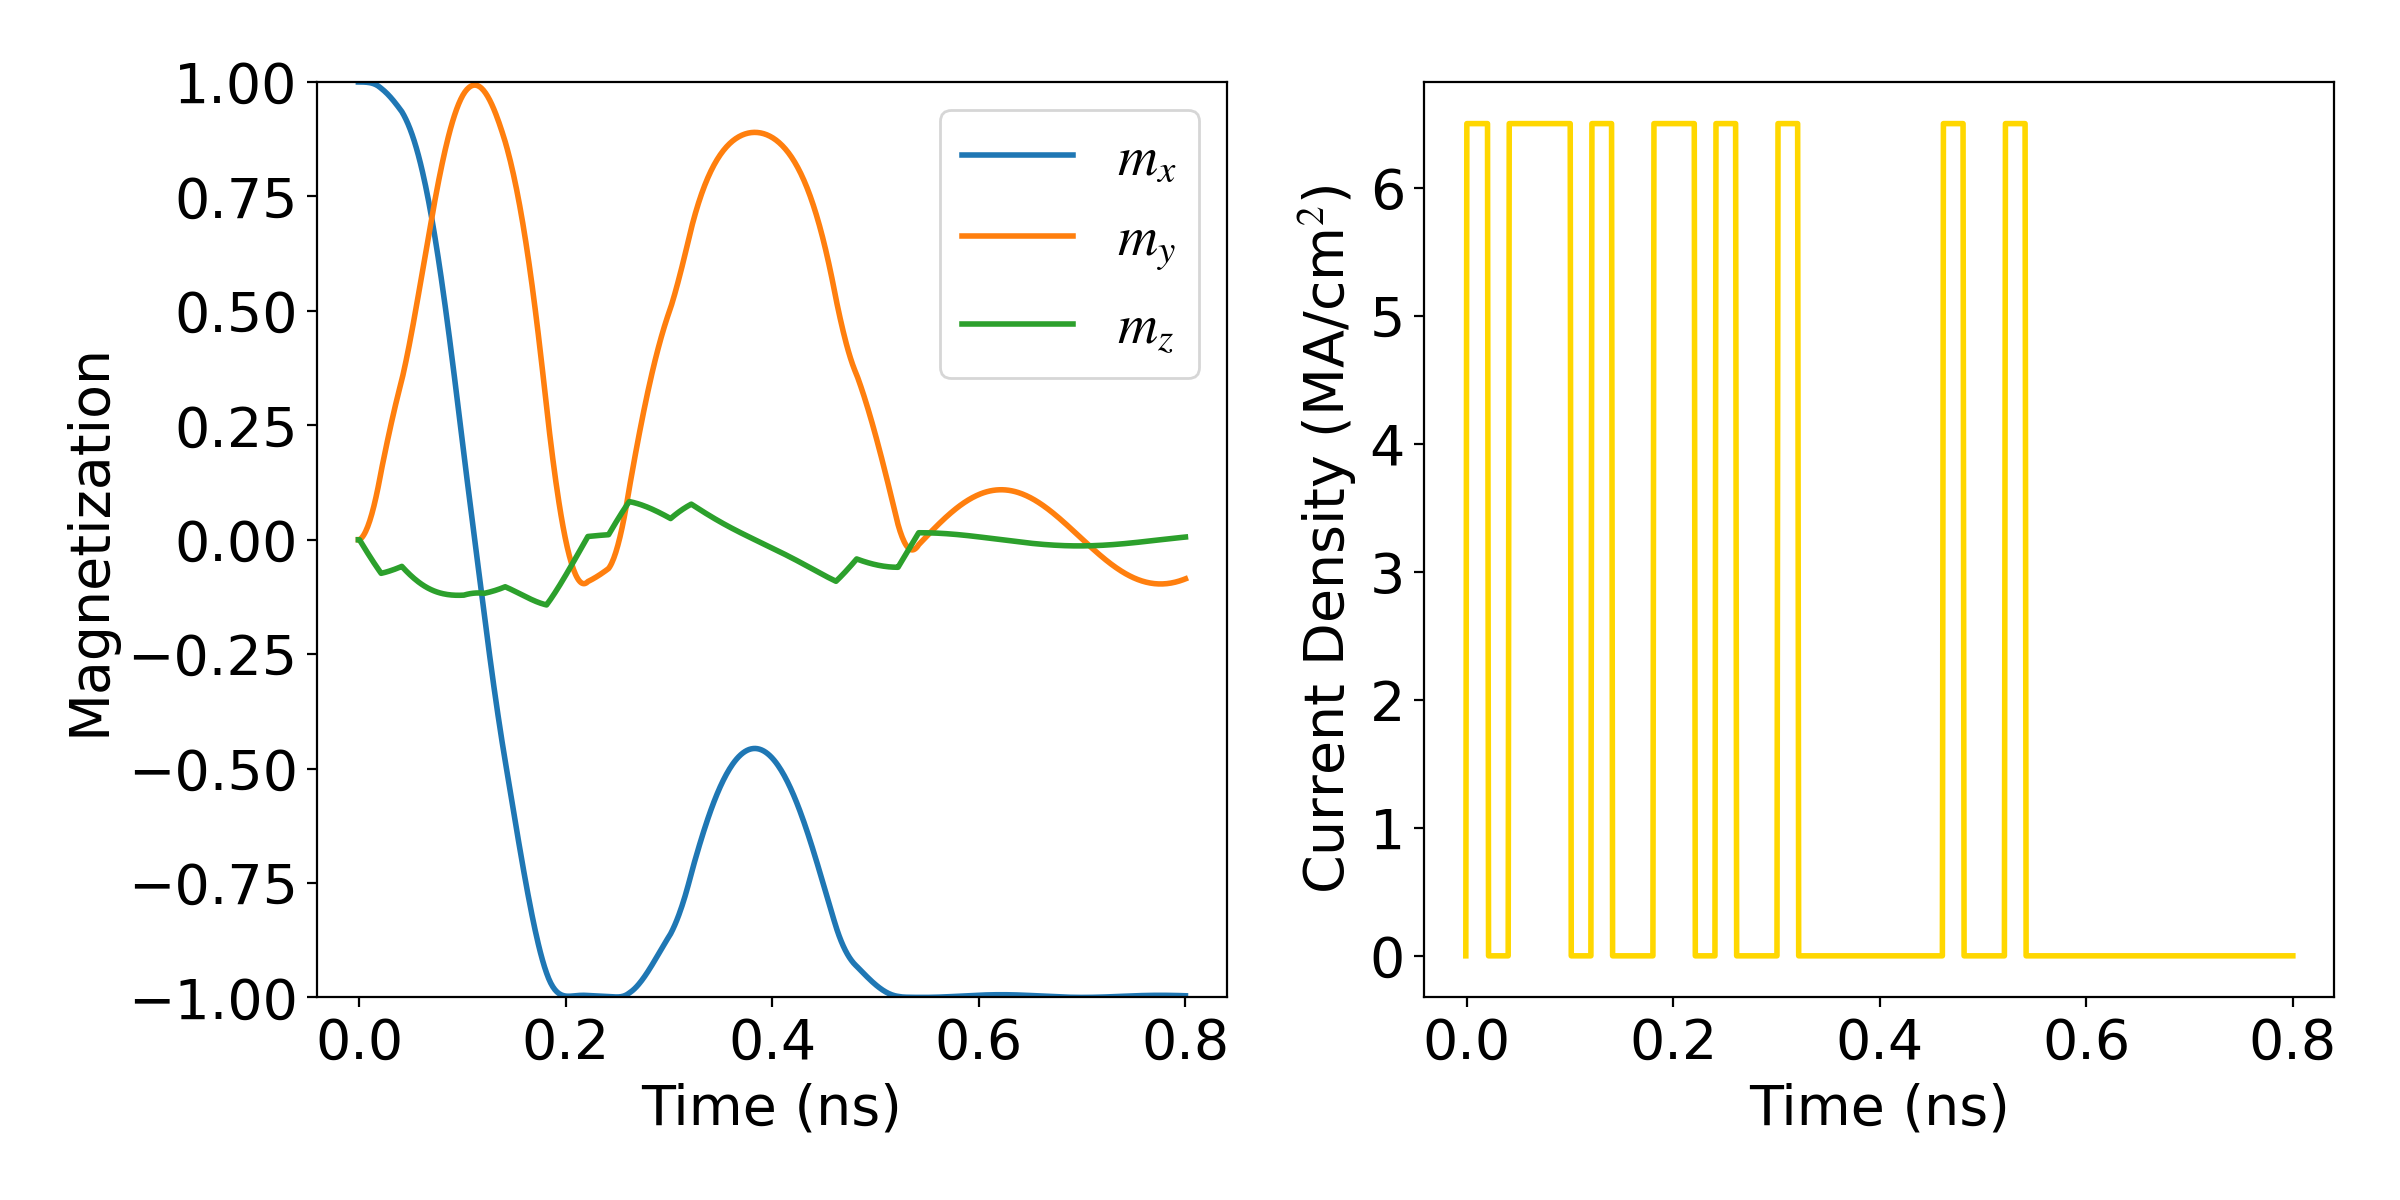 1.00
0.75
0.50
0.25
0.00
−0.25
−0.50
−0.75
−1.00
Magnetization
0.0 0.2 0.4 0.6 0.8
Time (ns)
m_x
m_y
m_z
6
5
4
3
2
1
0
Current Density (MA/cm²)
0.0 0.2 0.4 0.6 0.8
Time (ns)